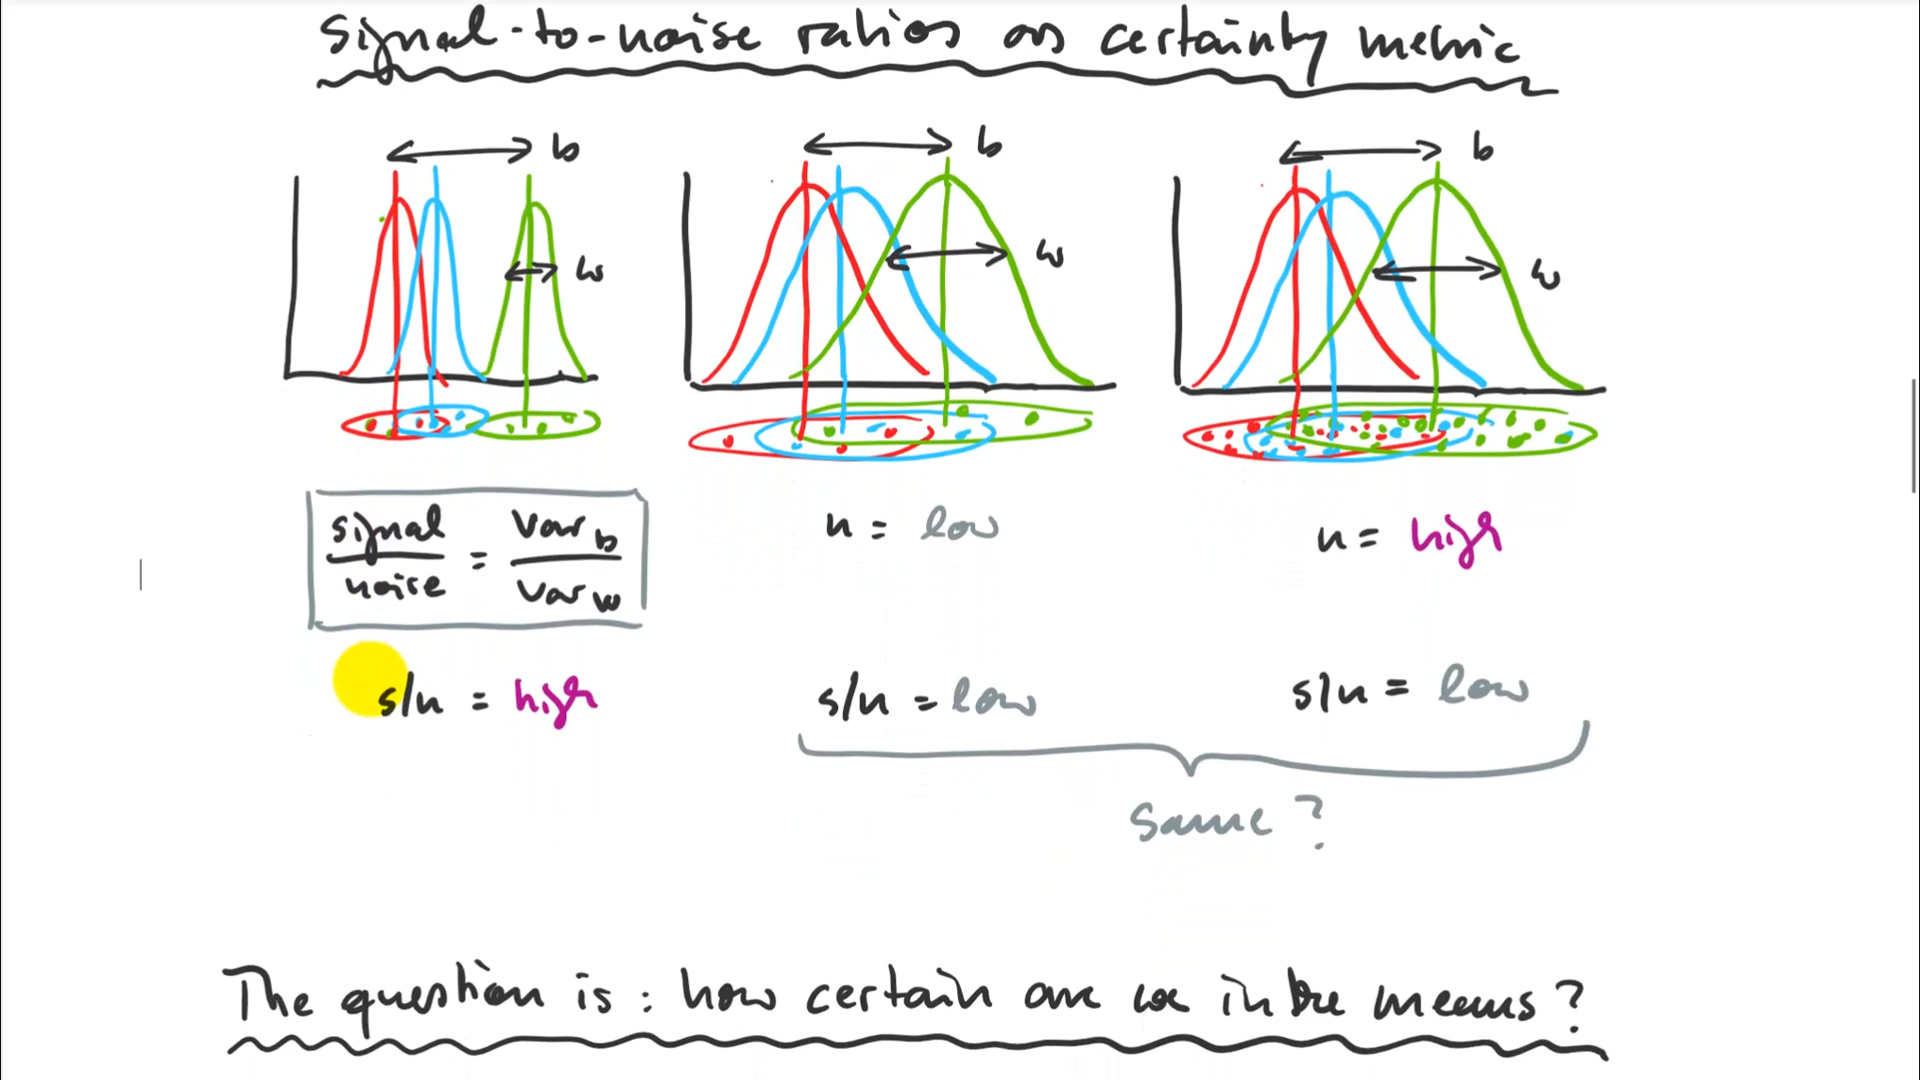 signal-to-noise ratios as certainty metric
b
b
b
w
w
w
signal / noise = var b / var w
n = low
n = high
s/n = high
s/n = low
s/n = low
same?
The question is: how certain are we in the means?